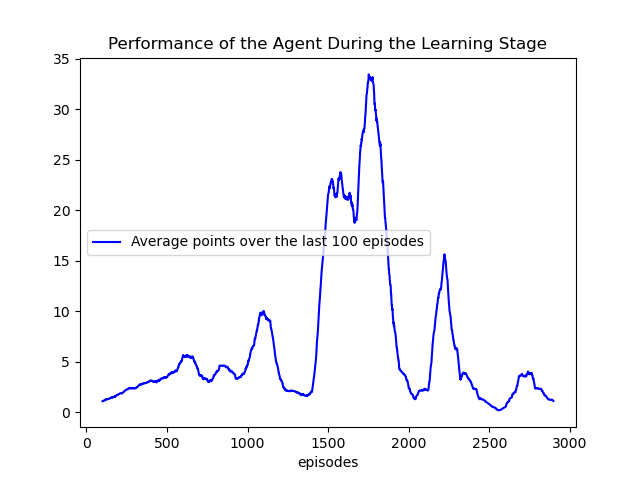 Performance of the Agent During the Learning Stage
35
30
25
20
15
10
5
0
Average points over the last 100 episodes
0 500 1000 1500 2000 2500 3000
episodes